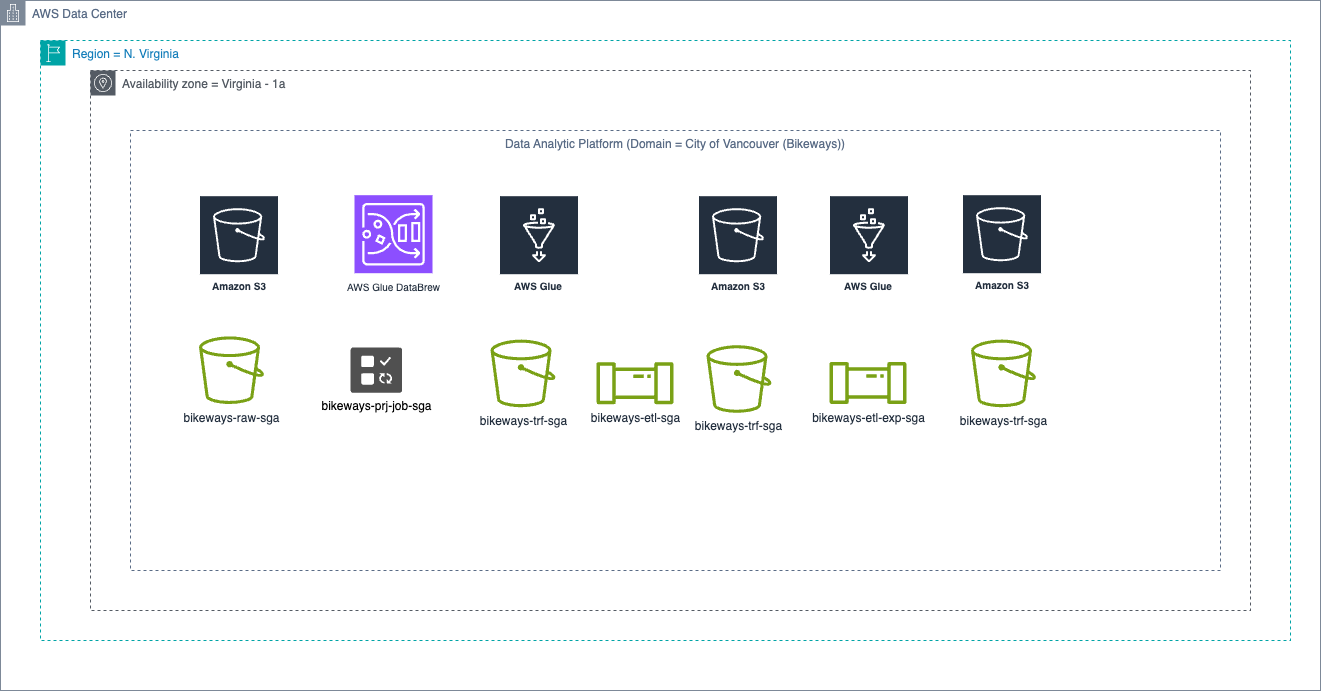 AWS Data Center
Region = N. Virginia
Availability zone = Virginia - 1a
Data Analytic Platform (Domain = City of Vancouver (Bikeways))
Amazon S3
AWS Glue DataBrew
AWS Glue
Amazon S3
AWS Glue
Amazon S3
bikeways-raw-sga
bikeways-prj-job-sga
bikeways-trf-sga
bikeways-etl-sga
bikeways-trf-sga
bikeways-etl-exp-sga
bikeways-trf-sga